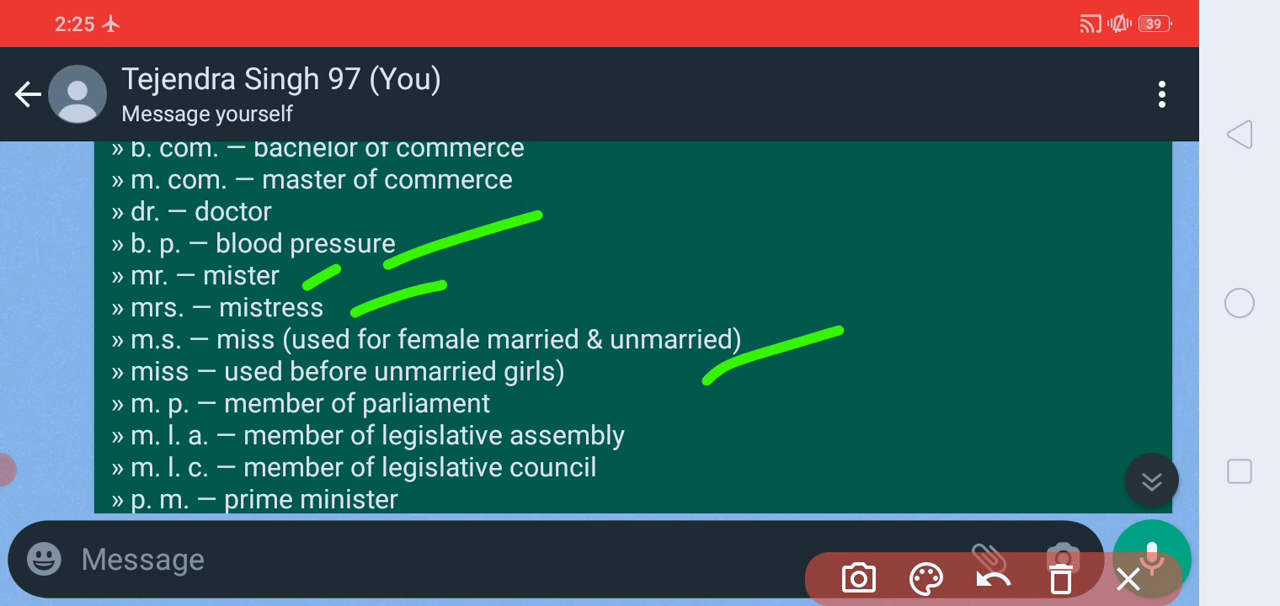 2:25
39
Tejendra Singh 97 (You)
Message yourself
» b. com. — bachelor of commerce
» m. com. — master of commerce
» dr. — doctor
» b. p. — blood pressure
» mr. — mister
» mrs. — mistress
» m.s. — miss (used for female married & unmarried)
» miss — used before unmarried girls)
» m. p. — member of parliament
» m. l. a. — member of legislative assembly
» m. l. c. — member of legislative council
» p. m. — prime minister
Message